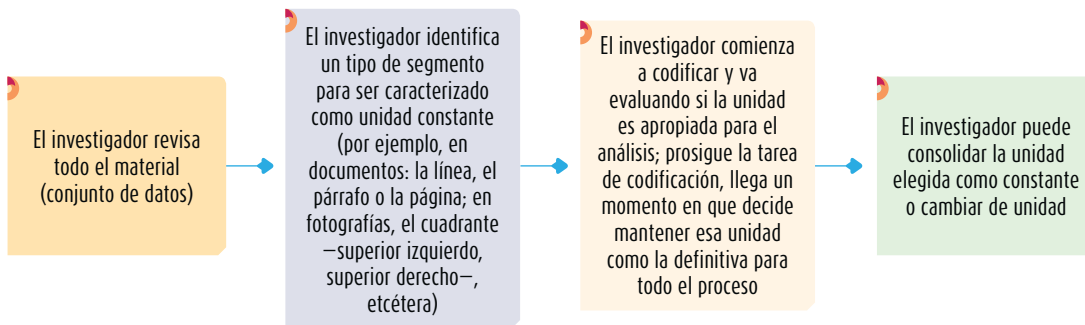 El investigador revisa
todo el material
(conjunto de datos)
El investigador identifica
un tipo de segmento
para ser caracterizado
como unidad constante
(por ejemplo, en
documentos: la línea, el
párrafo o la página; en
fotografías, el cuadrante
—superior izquierdo,
superior derecho—,
etcétera)
El investigador comienza
a codificar y va
evaluando si la unidad
es apropiada para el
análisis; prosigue la tarea
de codificación, llega un
momento en que decide
mantener esa unidad
como la definitiva para
todo el proceso
El investigador puede
consolidar la unidad
elegida como constante
o cambiar de unidad